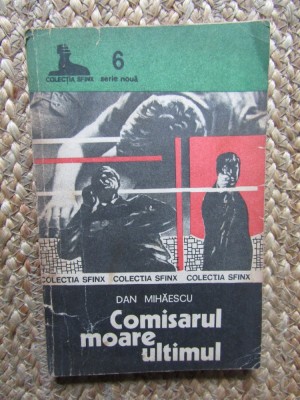 6
COLECȚIA SFINX serie nouă
COLECȚIA SFINX COLECȚIA SFINX COLECȚIA SFINX
DAN MIHĂESCU
Comisarul
moare
ultimul